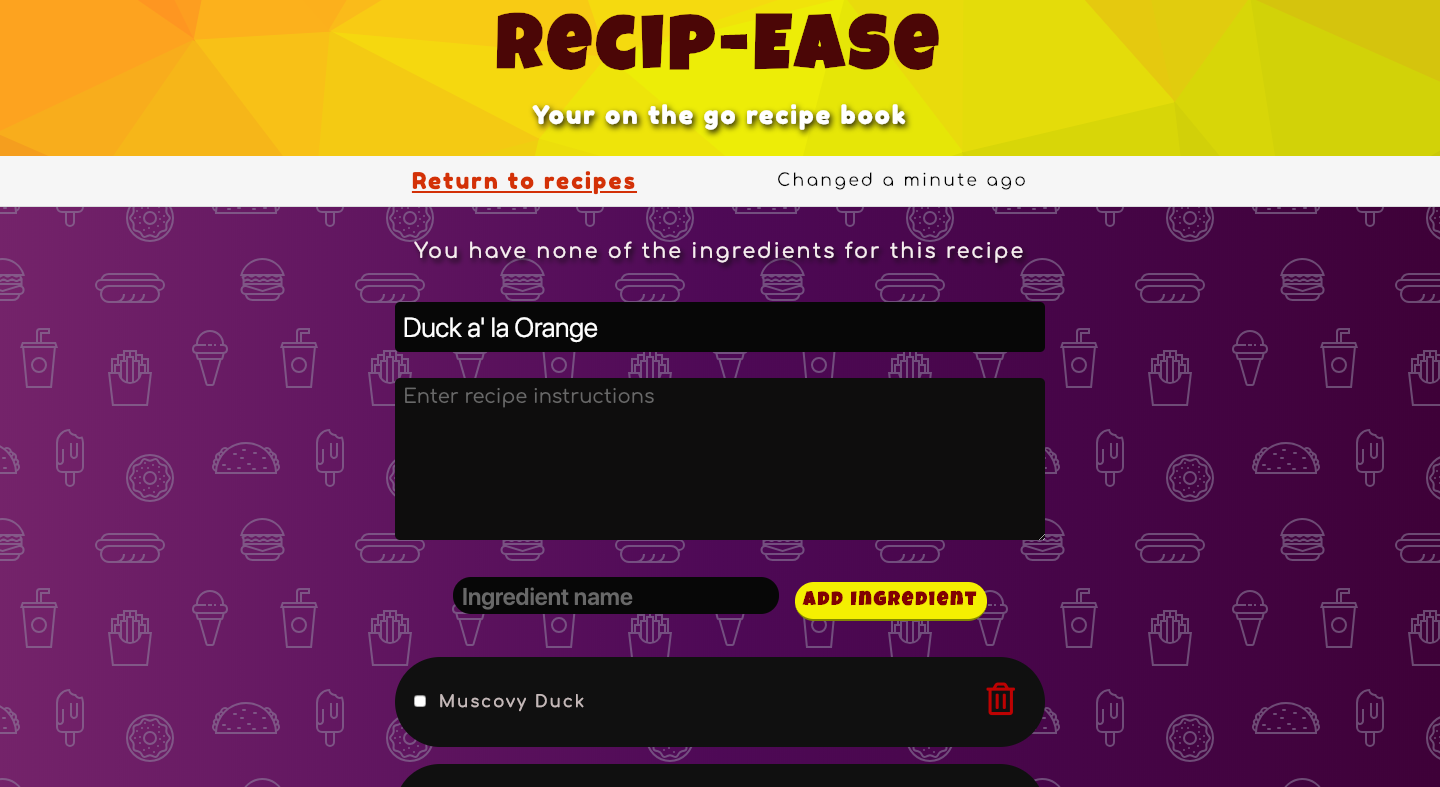 Recip-Ease
Your on the go recipe book
Return to recipes
Changed a minute ago
You have none of the ingredients for this recipe
Duck a' la Orange
Enter recipe instructions
Ingredient name
Add Ingredient
Muscovy Duck